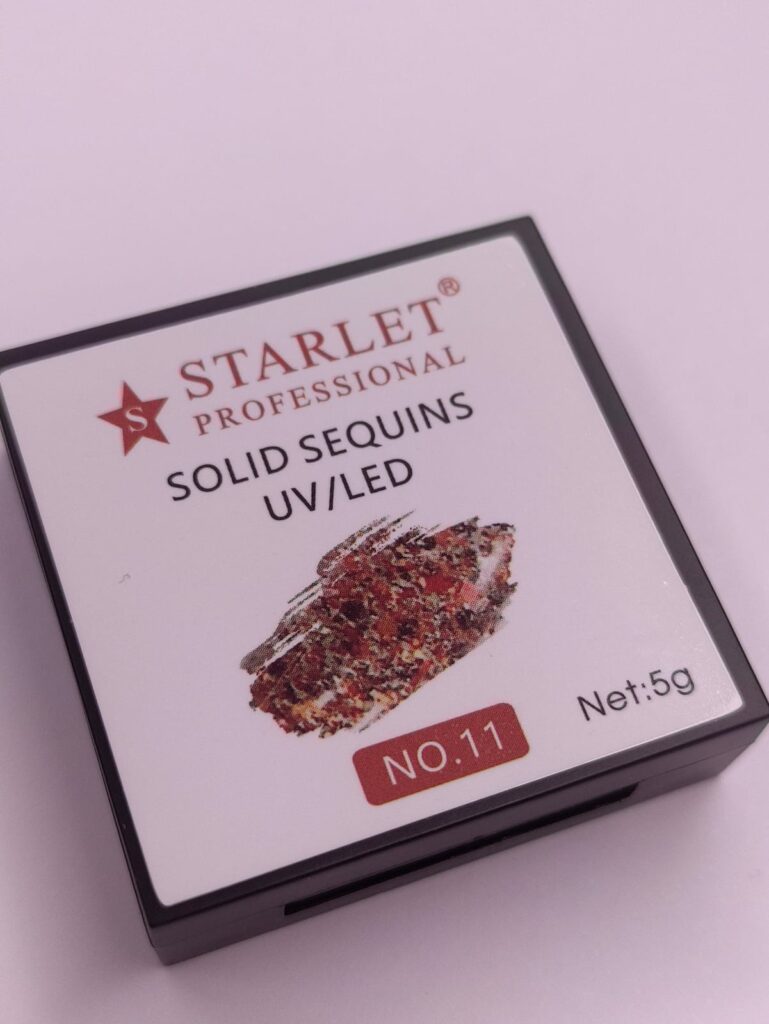 STARLET®
S
PROFESSIONAL
SOLID SEQUINS
UV/LED
NO.11
Net:5g